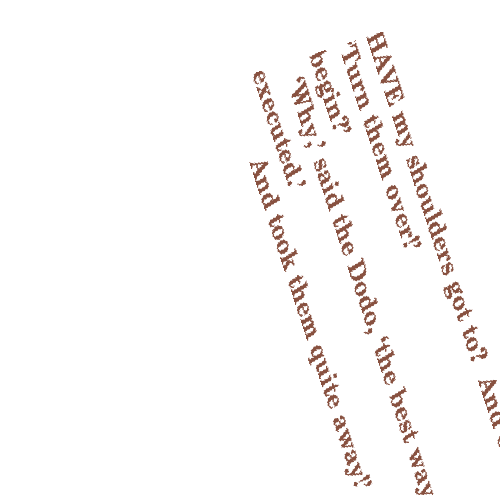 HAVE my shoulders got to? And
'Turn them over!'
begin?'
'Why,' said the Dodo, 'the best way
executed.'
And took them quite away!'